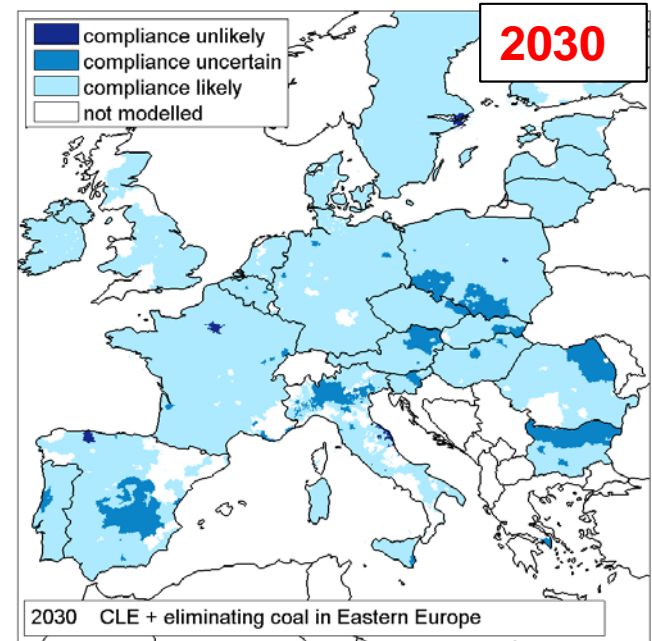 compliance unlikely
compliance uncertain
compliance likely
not modelled
2030
2030 CLE + eliminating coal in Eastern Europe